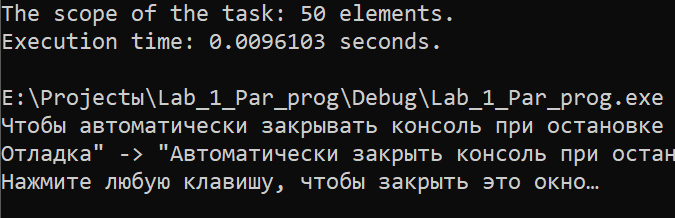 The scope of the task: 50 elements.
Execution time: 0.0096103 seconds.
E:\Projectы\Lab_1_Par_prog\Debug\Lab_1_Par_prog.exe
Чтобы автоматически закрывать консоль при остановке
Отладка" -> "Автоматически закрыть консоль при остан
Нажмите любую клавишу, чтобы закрыть это окно…